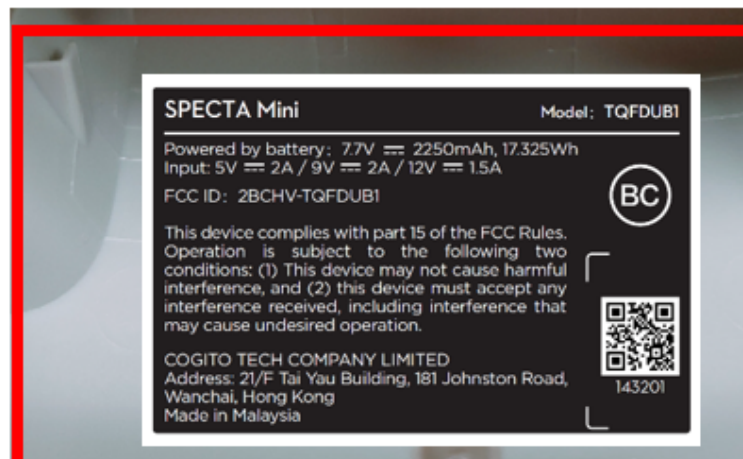 SPECTA Mini
Model: TQFDUB1
Powered by battery: 7.7V ⎓ 2250mAh, 17.325Wh
Input: 5V ⎓ 2A / 9V ⎓ 2A / 12V ⎓ 1.5A
FCC ID: 2BCHV-TQFDUB1
BC
This device complies with part 15 of the FCC Rules.
Operation is subject to the following two
conditions: (1) This device may not cause harmful
interference, and (2) this device must accept any
interference received, including interference that
may cause undesired operation.
COGITO TECH COMPANY LIMITED
Address: 21/F Tai Yau Building, 181 Johnston Road,
Wanchai, Hong Kong
Made in Malaysia
143201